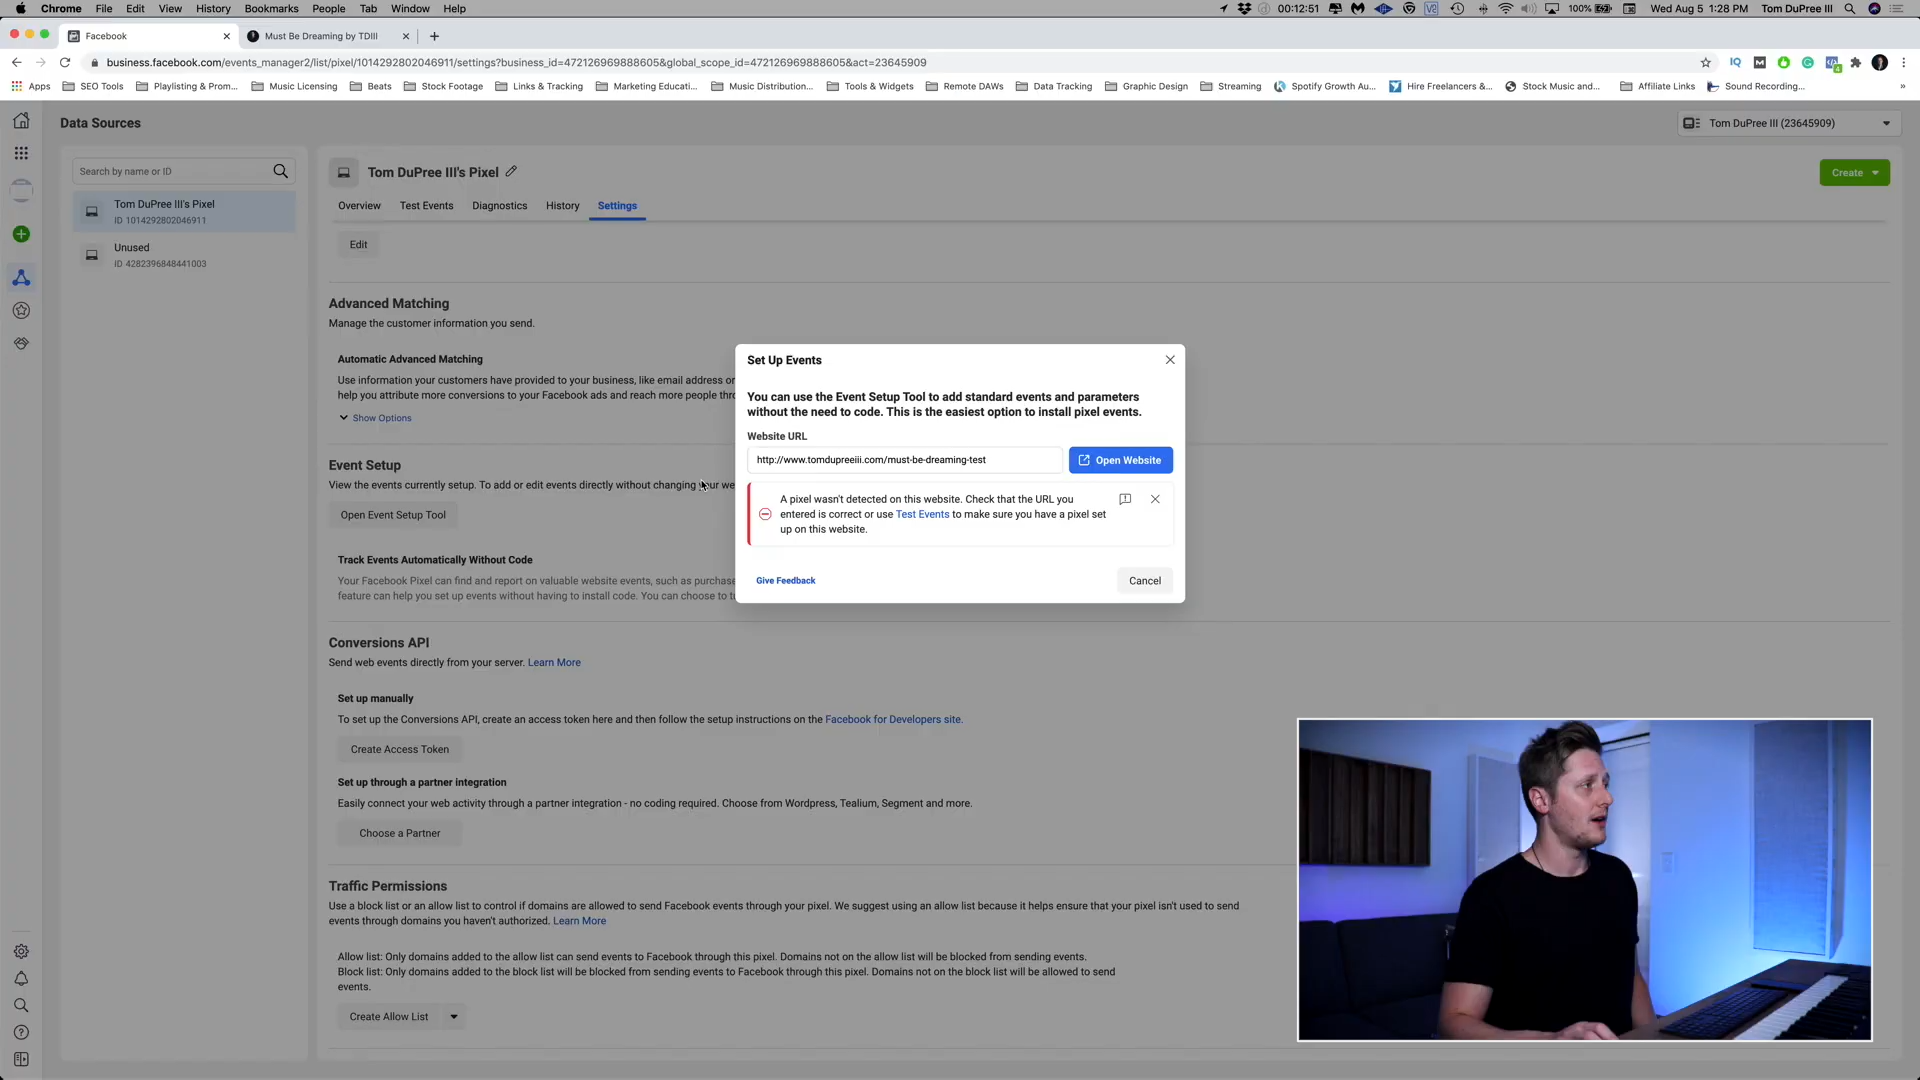 Chrome File Edit View History Bookmarks People Tab Window Help
00:12:51 100% Wed Aug 5 1:28 PM Tom DuPree III
Facebook
Must Be Dreaming by TDIII
business.facebook.com/events_manager2/list/pixel/1014292802046911/settings?business_id=472126969888605&global_scope_id=472126969888605&act=23645909
Apps SEO Tools Playlisting & Prom... Music Licensing Beats Stock Footage Links & Tracking Marketing Educati... Music Distribution... Tools & Widgets Remote DAWs Data Tracking Graphic Design Streaming Spotify Growth Au... Hire Freelancers &... Stock Music and... Affiliate Links Sound Recording... »
Data Sources
Tom DuPree III (23645909)
Search by name or ID
Tom DuPree III's Pixel
ID 1014292802046911
Unused
ID 4282396848441003
Tom DuPree III's Pixel
Create
Overview Test Events Diagnostics History Settings
Edit
Advanced Matching
Manage the customer information you send.
Automatic Advanced Matching
Use information your customers have provided to your business, like email address or
help you attribute more conversions to your Facebook ads and reach more people thro
Show Options
Event Setup
View the events currently setup. To add or edit events directly without changing your we
Open Event Setup Tool
Track Events Automatically Without Code
Your Facebook Pixel can find and report on valuable website events, such as purchase
feature can help you set up events without having to install code. You can choose to t
Conversions API
Send web events directly from your server. Learn More
Set up manually
To set up the Conversions API, create an access token here and then follow the setup instructions on the Facebook for Developers site.
Create Access Token
Set up through a partner integration
Easily connect your web activity through a partner integration - no coding required. Choose from Wordpress, Tealium, Segment and more.
Choose a Partner
Traffic Permissions
Use a block list or an allow list to control if domains are allowed to send Facebook events through your pixel. We suggest using an allow list because it helps ensure that your pixel isn't used to send
events through domains you haven't authorized. Learn More
Allow list: Only domains added to the allow list can send events to Facebook through this pixel. Domains not on the allow list will be blocked from sending events.
Block list: Only domains added to the block list will be blocked from sending events to Facebook through this pixel. Domains not on the block list will be allowed to send
events.
Create Allow List
Set Up Events
You can use the Event Setup Tool to add standard events and parameters
without the need to code. This is the easiest option to install pixel events.
Website URL
http://www.tomdupreeiii.com/must-be-dreaming-test
Open Website
A pixel wasn't detected on this website. Check that the URL you
entered is correct or use Test Events to make sure you have a pixel set
up on this website.
Give Feedback
Cancel